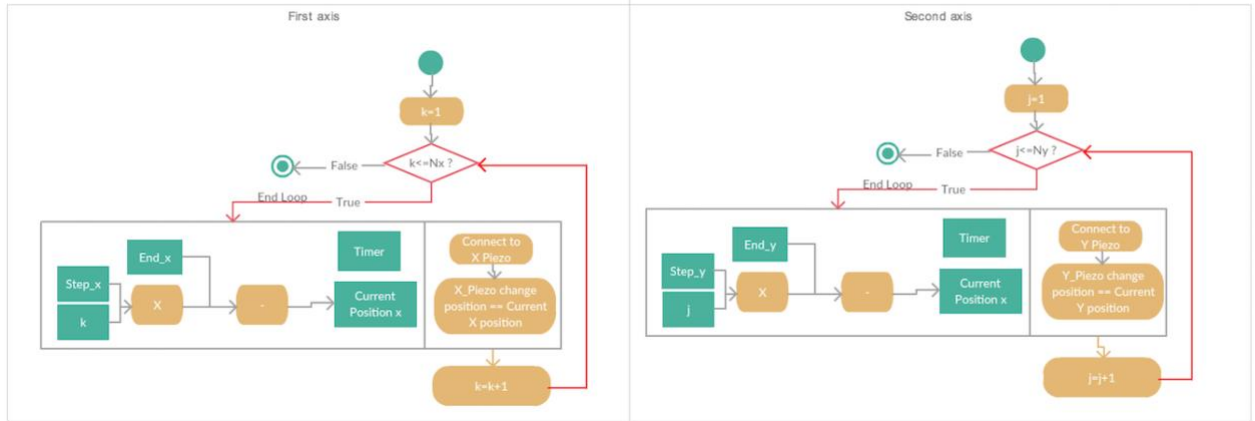 First axis
k=1
k<=Nx ?
False
End Loop
True
Connect to
X Piezo
End_x
Timer
Step_x
X
-
Current
Position x
k
X_Piezo change
position == Current
X position
k=k+1
Second axis
j=1
j<=Ny ?
False
End Loop
True
Connect to
Y Piezo
End_y
Timer
Step_y
X
-
Current
Position x
j
Y_Piezo change
position == Current
Y position
j=j+1